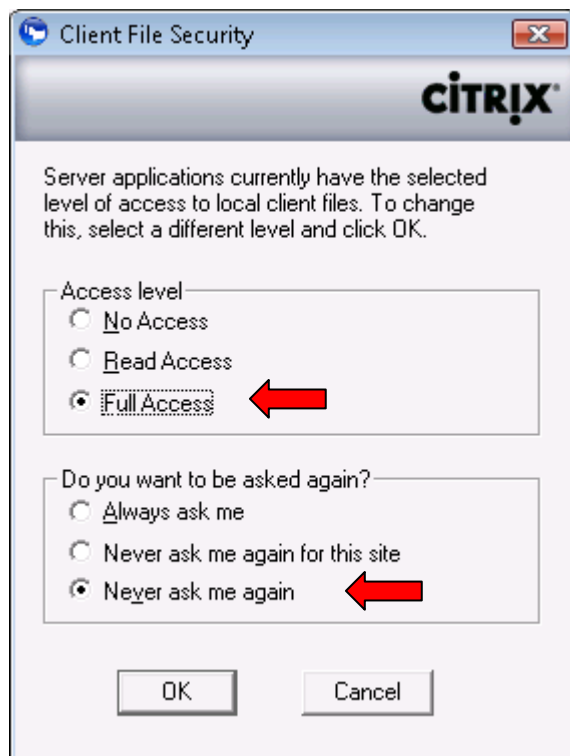 Client File Security
CİTRIX
Server applications currently have the selected
level of access to local client files. To change
this, select a different level and click OK.
Access level
No Access
Read Access
Full Access
Do you want to be asked again?
Always ask me
Never ask me again for this site
Never ask me again
OK Cancel